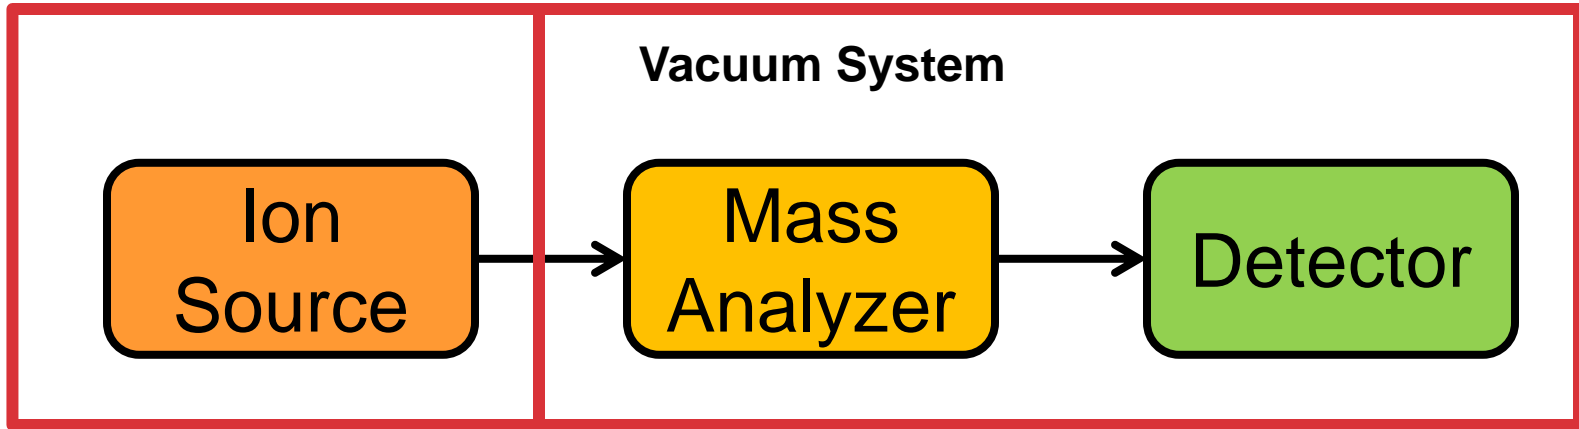 Vacuum System
Ion
Source
Mass
Analyzer
Detector